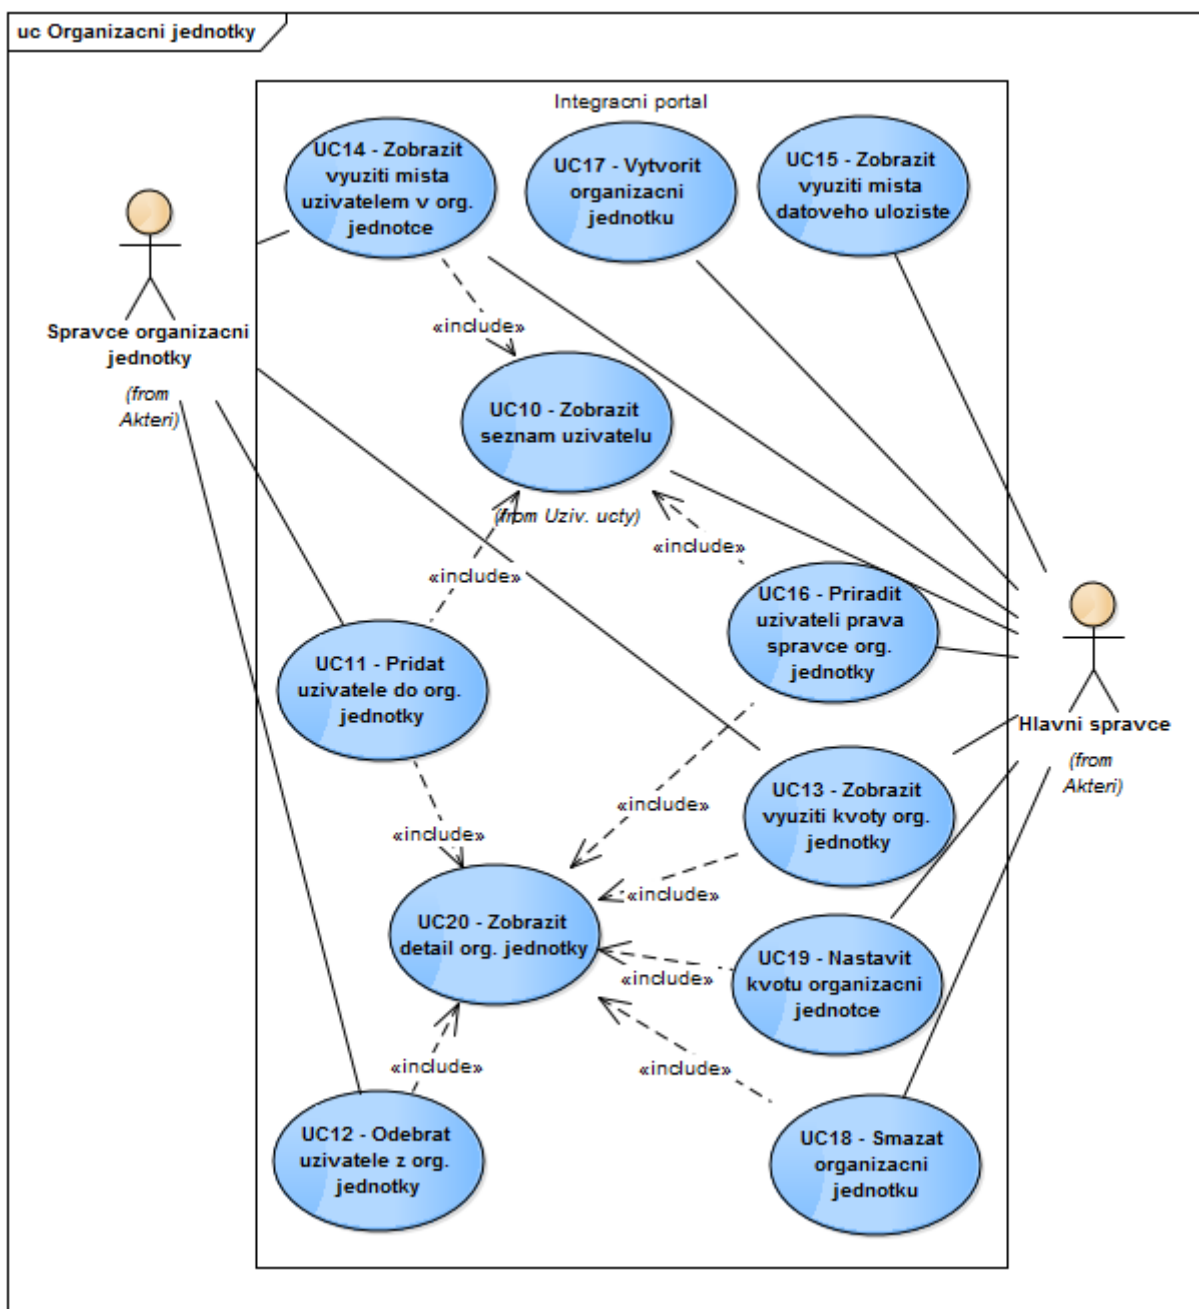 uc Organizacni jednotky
Integracni portal
UC14 - Zobrazit
vyuziti mista
uzivatelem v org.
jednotce
UC17 - Vytvorit
organizacni
jednotku
UC15 - Zobrazit
vyuziti mista
datoveho uloziste
Spravce organizacni
jednotky
(from
Akteri)
«include»
UC10 - Zobrazit
seznam uzivatelu
(from Uziv. ucty)
«include»
«include»
UC16 - Priradit
uzivateli prava
spravce org.
jednotky
UC11 - Pridat
uzivatele do org.
jednotky
Hlavni spravce
(from
Akteri)
UC13 - Zobrazit
vyuziti kvoty org.
jednotky
«include»
«include»
«include»
UC20 - Zobrazit
detail org. jednotky
UC19 - Nastavit
kvotu organizacni
jednotce
«include»
«include»
«include»
UC12 - Odebrat
uzivatele z org.
jednotky
UC18 - Smazat
organizacni
jednotku